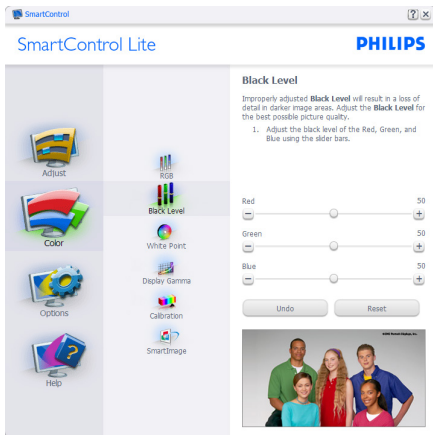 SmartControl
SmartControl Lite
PHILIPS
Adjust
Color
Options
Help
RGB
Black Level
White Point
Display Gamma
Calibration
SmartImage
Black Level
Improperly adjusted Black Level will result in a loss of
detail in darker image areas. Adjust the Black Level for
the best possible picture quality.
1. Adjust the black level of the Red, Green, and
Blue using the slider bars.
Red 50
Green 50
Blue 50
Undo Reset